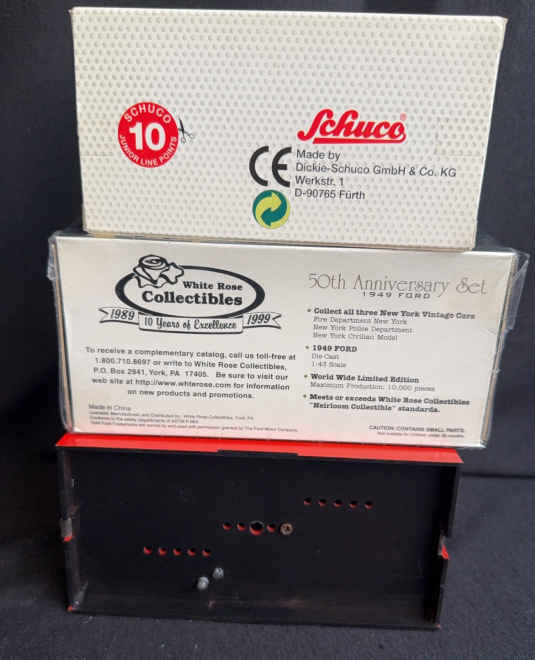 SCHUCO
10
JUNIOR LINE POINTS
Schuco
CE
Made by
Dickie-Schuco GmbH & Co. KG
Werkstr. 1
D-90765 Fürth
White Rose
Collectibles
1989 10 Years of Excellence 1999
To receive a complementary catalog, call us toll-free at
1.800.710.6697 or write to White Rose Collectibles,
P.O. Box 2941, York, PA 17405. Be sure to visit our
web site at http://www.whiterose.com for information
on new products and promotions.
Made in China
50th Anniversary Set
1949 FORD
• Collect all three New York Vintage Cars
Fire Department New York
New York Police Department
New York Civilian Model
• 1949 FORD
Die-Cast
1:43 Scale
• World Wide Limited Edition
Maximum Production: 10,000 pieces
• Meets or exceeds White Rose Collectibles
"Heirloom Collectible" standards.
CAUTION: CONTAINS SMALL PARTS.